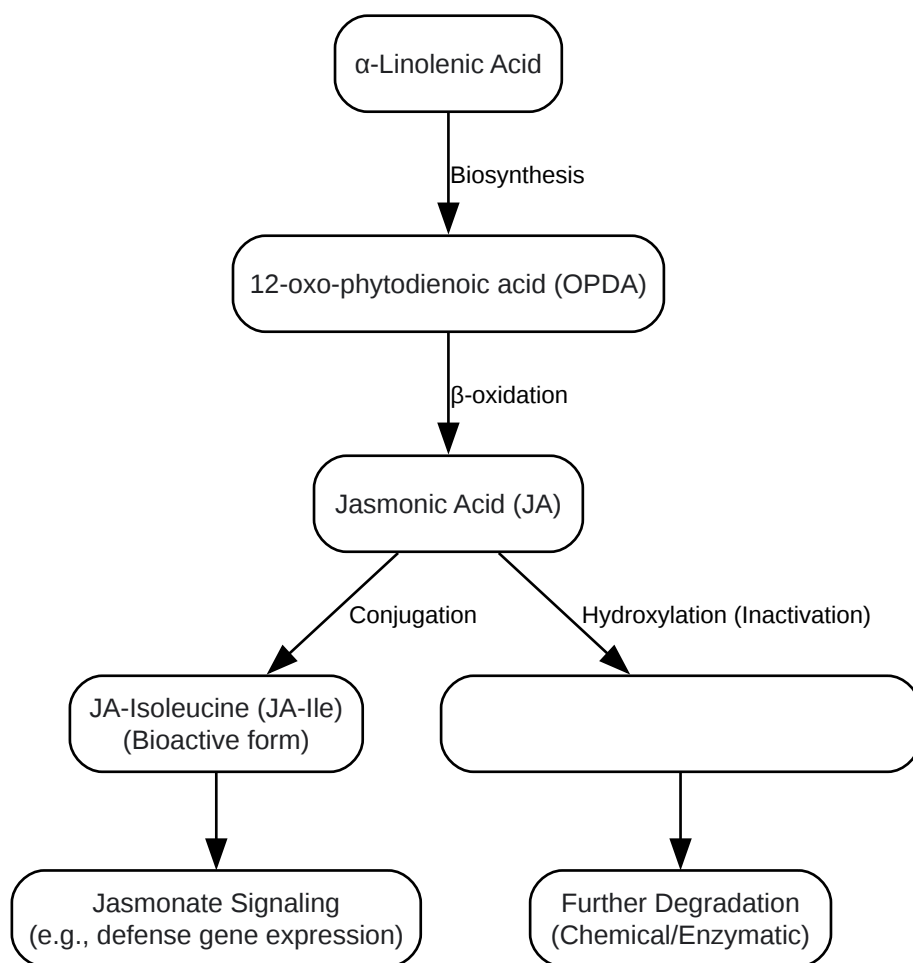 α-Linolenic Acid
Biosynthesis
12-oxo-phytodienoic acid (OPDA)
β-oxidation
Jasmonic Acid (JA)
Conjugation
Hydroxylation (Inactivation)
JA-Isoleucine (JA-Ile)
(Bioactive form)
Jasmonate Signaling
(e.g., defense gene expression)
Further Degradation
(Chemical/Enzymatic)